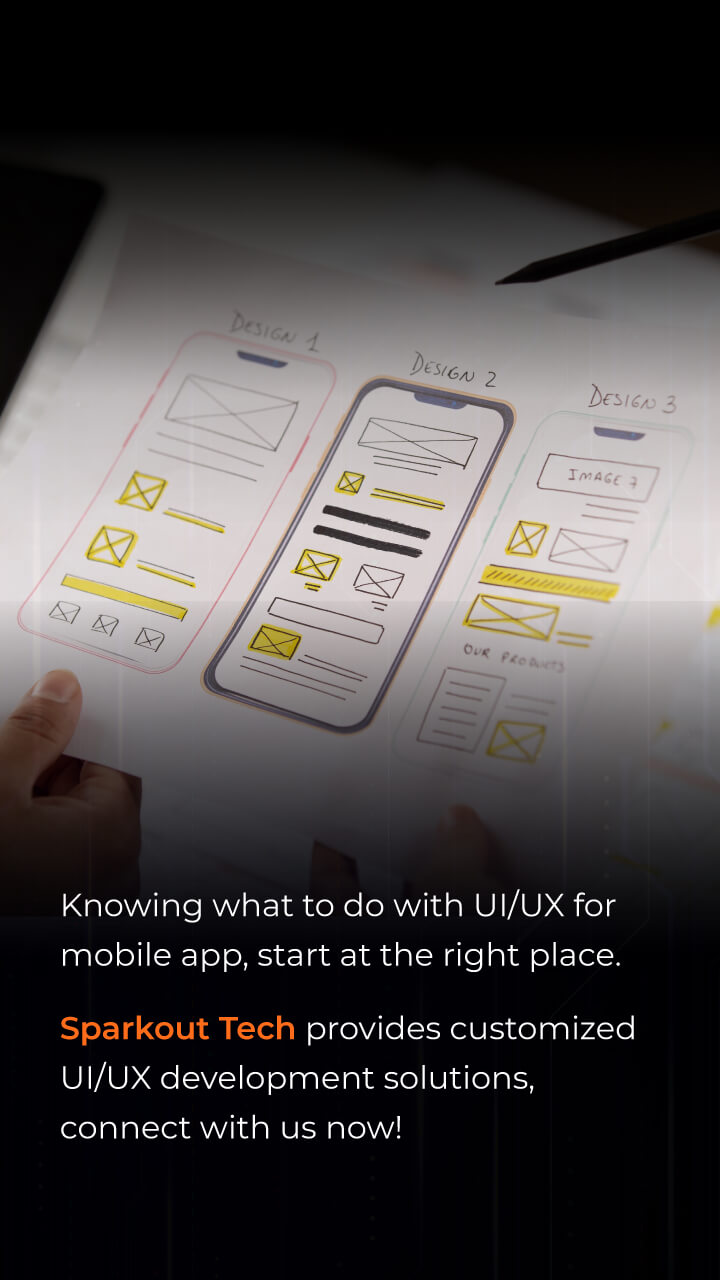 DESIGN 1
DESIGN 2
DESIGN 3
IMAGE 7
OUR PRODUCTS
Knowing what to do with UI/UX for
mobile app, start at the right place.
Sparkout Tech provides customized
UI/UX development solutions,
connect with us now!